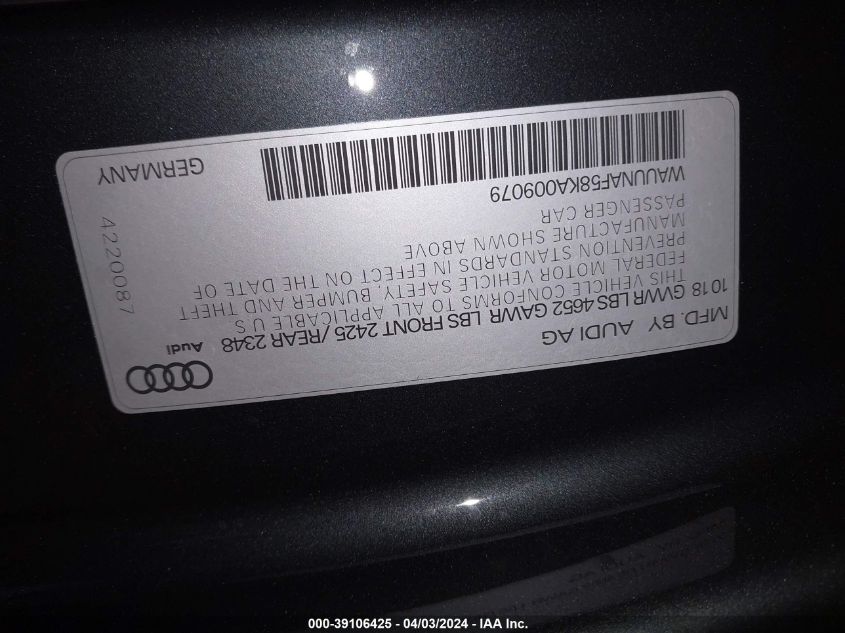 MFD. BY AUDI AG
Audi
1018 GVWR LBS 4652 GAWR LBS FRONT 2425 / REAR 2348
THIS VEHICLE CONFORMS TO ALL APPLICABLE U S
FEDERAL MOTOR VEHICLE SAFETY, BUMPER AND THEFT
PREVENTION STANDARDS IN EFFECT ON THE DATE OF
MANUFACTURE SHOWN ABOVE
PASSENGER CAR
WAUUNAF58KA009079
GERMANY
4220087
000-39106425 - 04/03/2024 - IAA Inc.